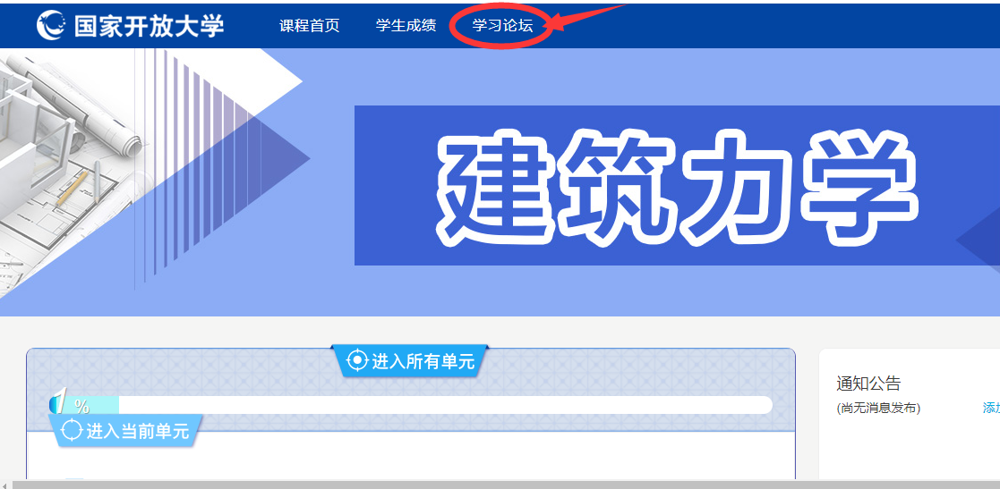 国家开放大学 课程首页 学生成绩 学习论坛
建筑力学
进入所有单元
1 %
进入当前单元
通知公告
(尚无消息发布) 添